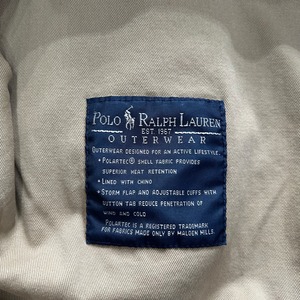 POLO RALPH LAUREN
EST. 1967
OUTERWEAR
OUTERWEAR DESIGNED FOR AN ACTIVE LIFESTYLE.
• POLARTEC® SHELL FABRIC PROVIDES
SUPERIOR HEAT RETENTION
• LINED WITH CHINO
• STORM FLAP AND ADJUSTABLE CUFFS WITH
BUTTON TAB REDUCE PENETRATION OF
WIND AND COLD
POLARTEC IS A REGISTERED TRADEMARK
FOR FABRICS MADE ONLY BY MALDEN MILLS.